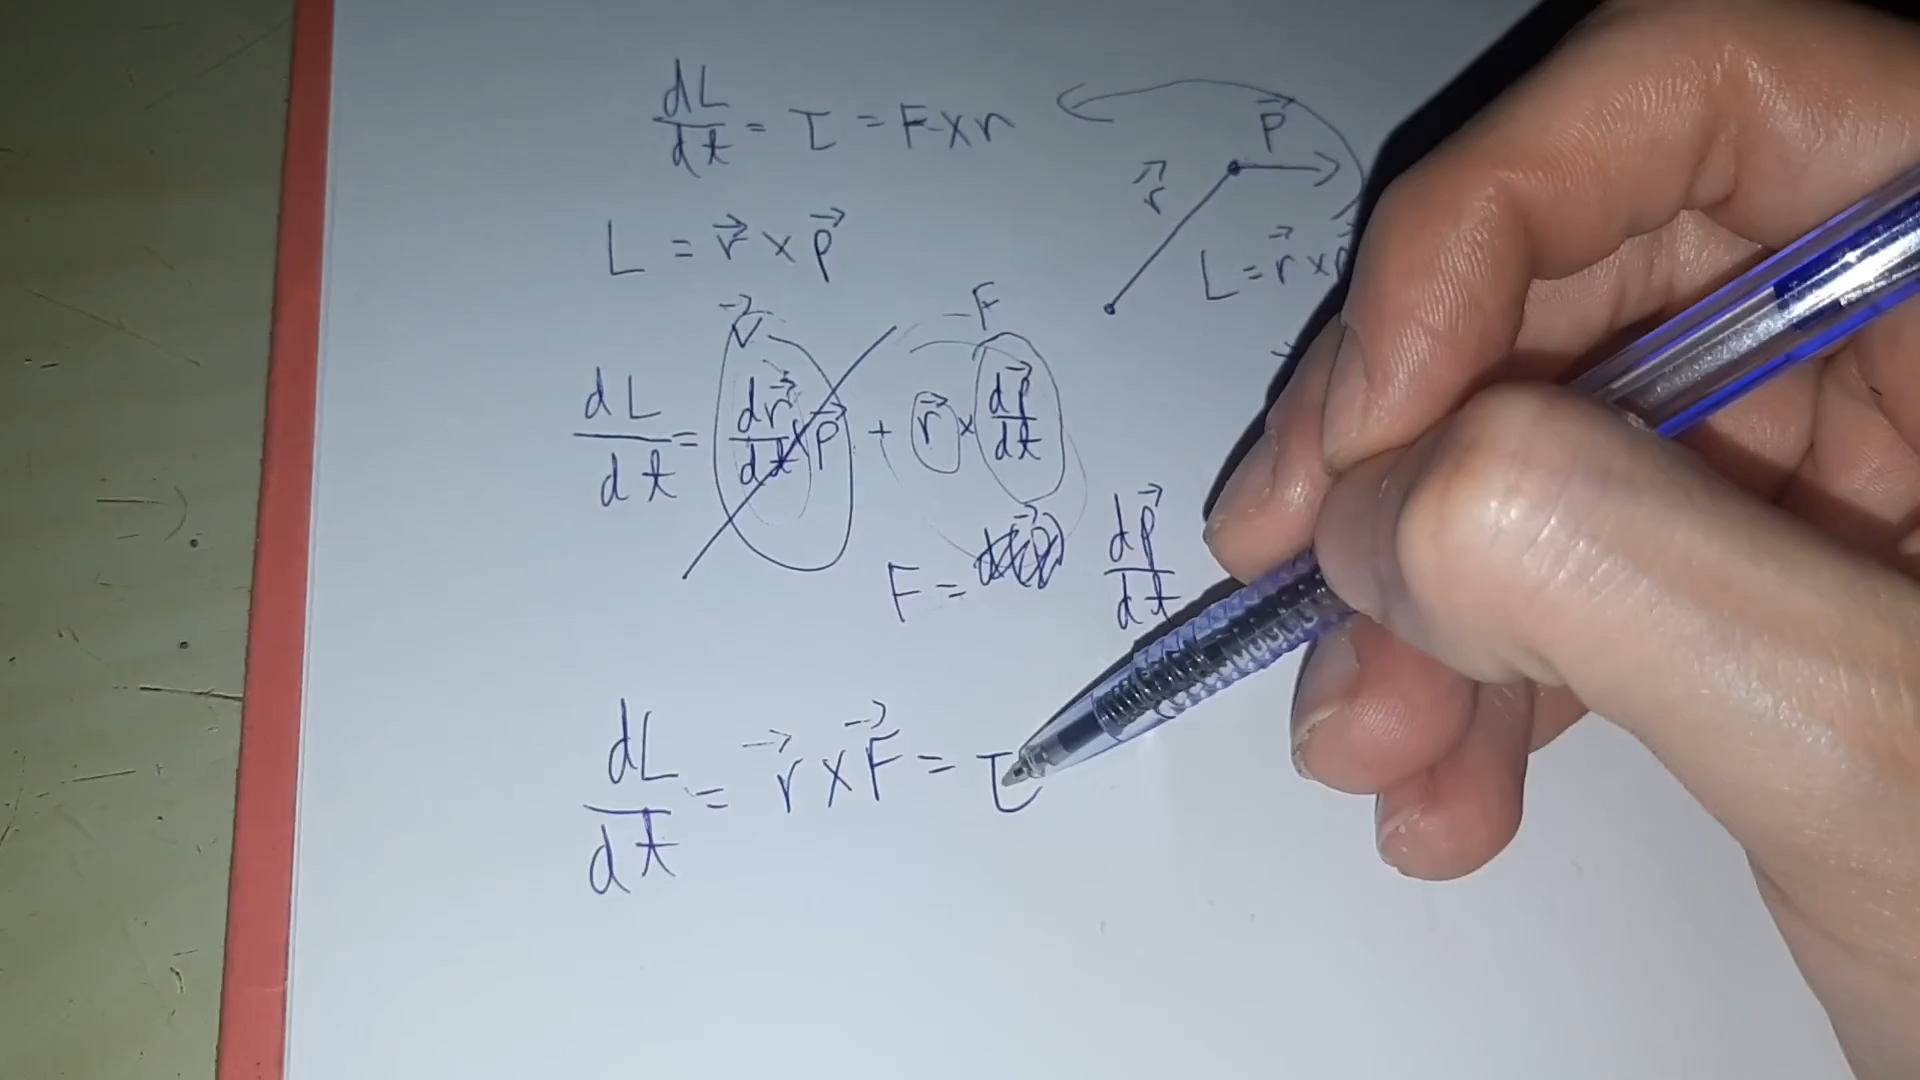 dL/dt = τ = F × r
p⃗
r⃗
L = r⃗ × p⃗
L = r⃗ × p⃗
v⃗
F
dL/dt = dr⃗/dt × p⃗ + r⃗ × dp⃗/dt
F = dp⃗/dt
dL/dt = r⃗ × F⃗ = τ